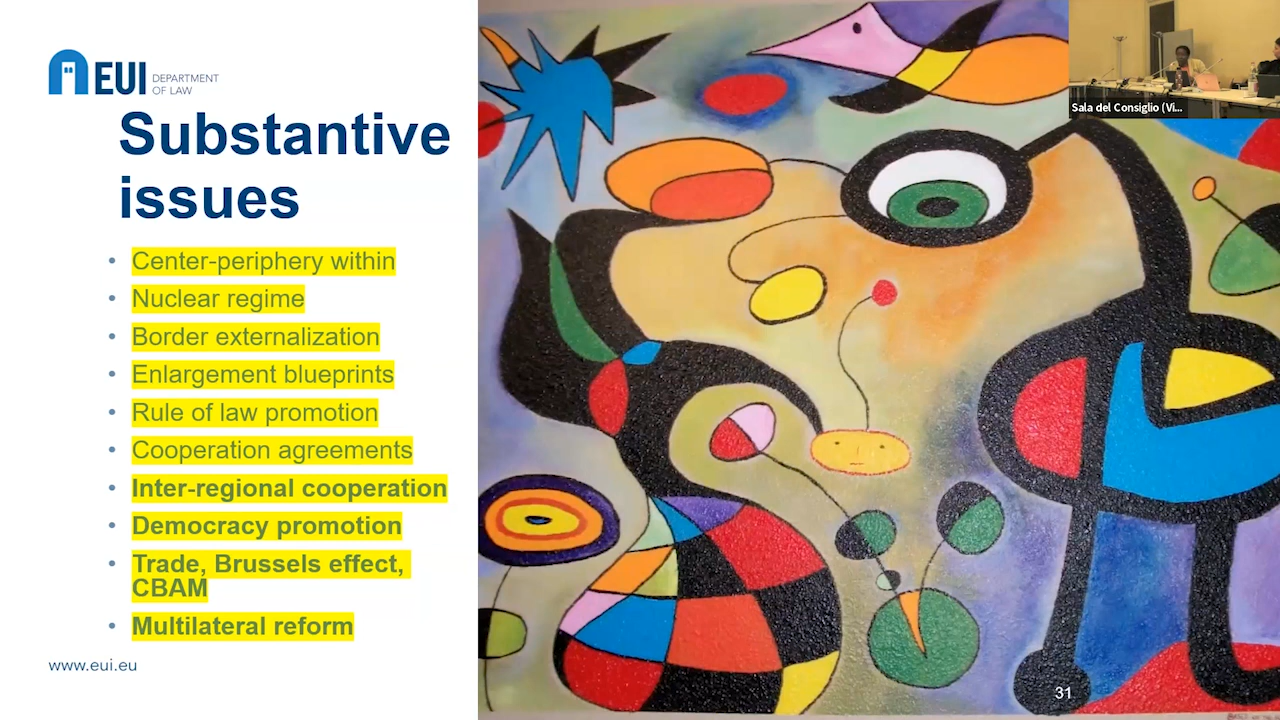 EUI DEPARTMENT
OF LAW
Substantive
issues
• Center-periphery within
• Nuclear regime
• Border externalization
• Enlargement blueprints
• Rule of law promotion
• Cooperation agreements
• Inter-regional cooperation
• Democracy promotion
• Trade, Brussels effect,
CBAM
• Multilateral reform
www.eui.eu
Sala del Consiglio (Vi...
31